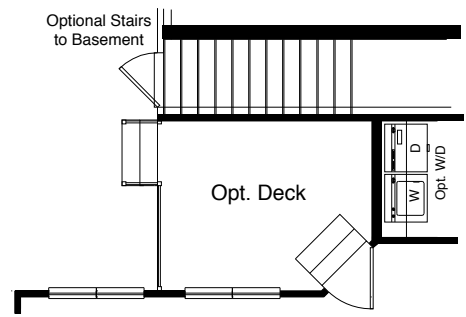 Optional Stairs
to Basement
Opt. Deck
D
W
Opt. W/D